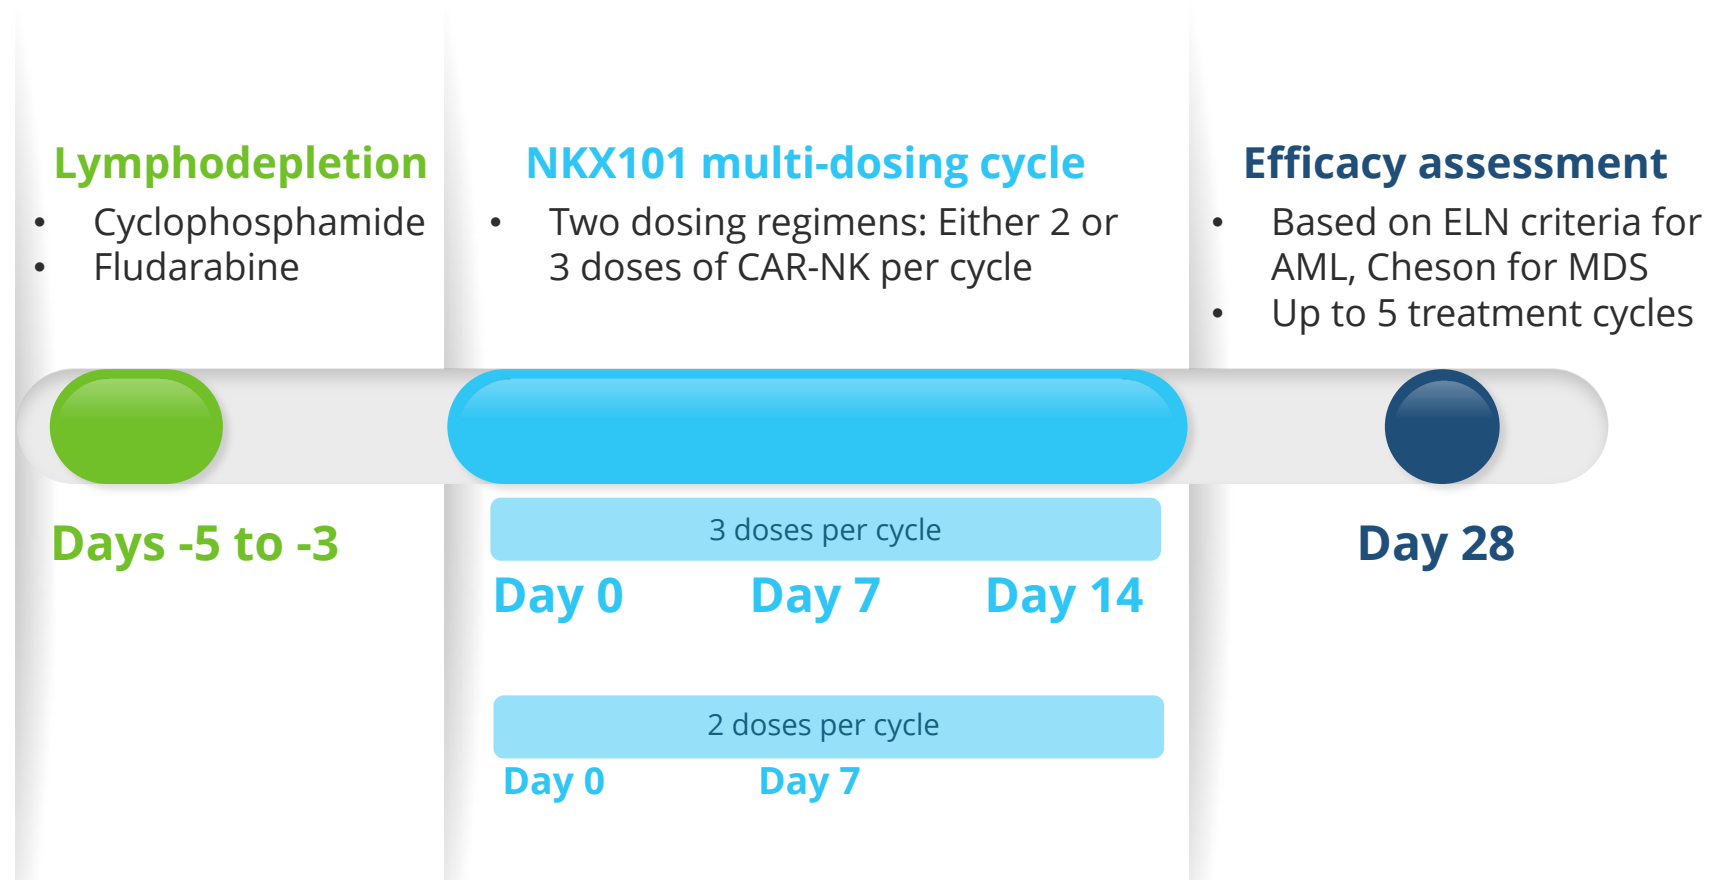 Lymphodepletion
• Cyclophosphamide
• Fludarabine
Days -5 to -3
NKX101 multi-dosing cycle
• Two dosing regimens: Either 2 or
3 doses of CAR-NK per cycle
3 doses per cycle
Day 0 Day 7 Day 14
2 doses per cycle
Day 0 Day 7
Efficacy assessment
• Based on ELN criteria for
AML, Cheson for MDS
• Up to 5 treatment cycles
Day 28